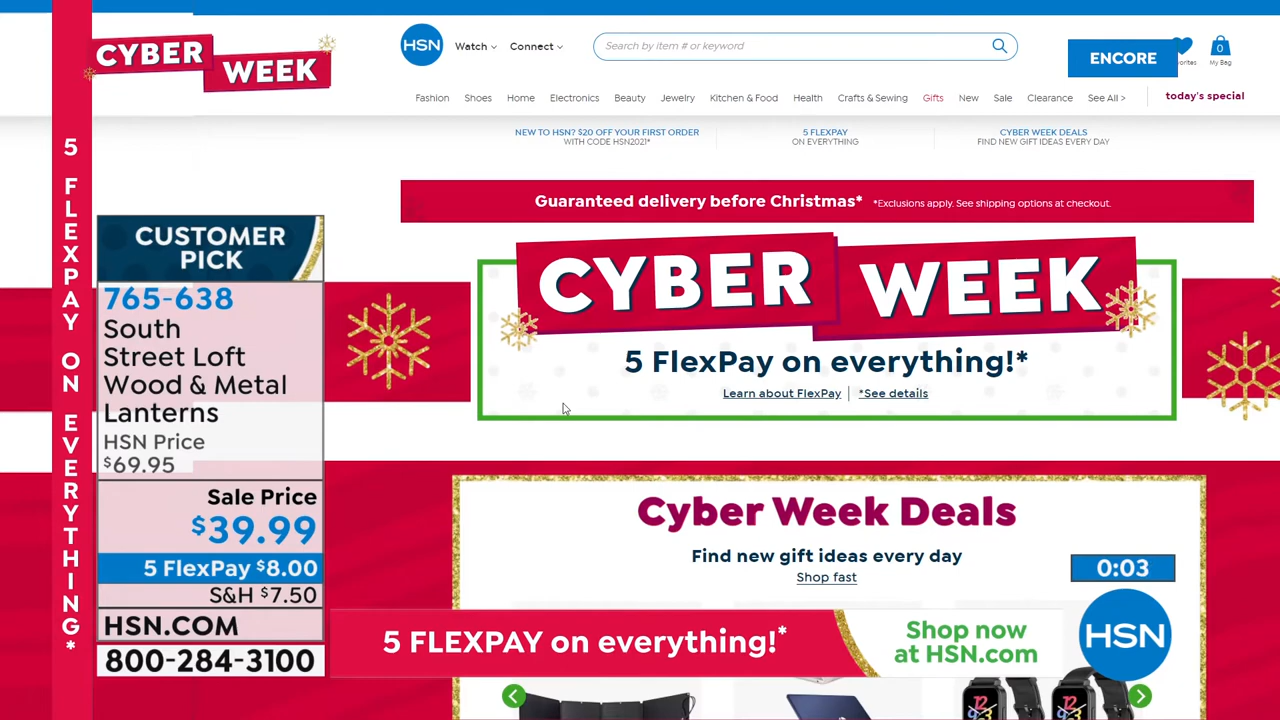 CYBER
WEEK
5 FLEXPAY ON EVERYTHING*
HSN
Watch
Connect
Search by item # or keyword
ENCORE
0
My Bag
Fashion Shoes Home Electronics Beauty Jewelry Kitchen & Food Health Crafts & Sewing Gifts New Sale Clearance See All >
today's special
NEW TO HSN? $20 OFF YOUR FIRST ORDER
WITH CODE HSN2021*
5 FLEXPAY
ON EVERYTHING
CYBER WEEK DEALS
FIND NEW GIFT IDEAS EVERY DAY
Guaranteed delivery before Christmas* *Exclusions apply. See shipping options at checkout.
CYBER
WEEK
5 FlexPay on everything!*
Learn about FlexPay | *See details
CUSTOMER
PICK
765-638
South
Street Loft
Wood & Metal
Lanterns
HSN Price
$69.95
Sale Price
$39.99
5 FlexPay $8.00
S&H $7.50
HSN.COM
800-284-3100
Cyber Week Deals
Find new gift ideas every day
Shop fast
0:03
5 FLEXPAY on everything!*
Shop now
at HSN.com
HSN